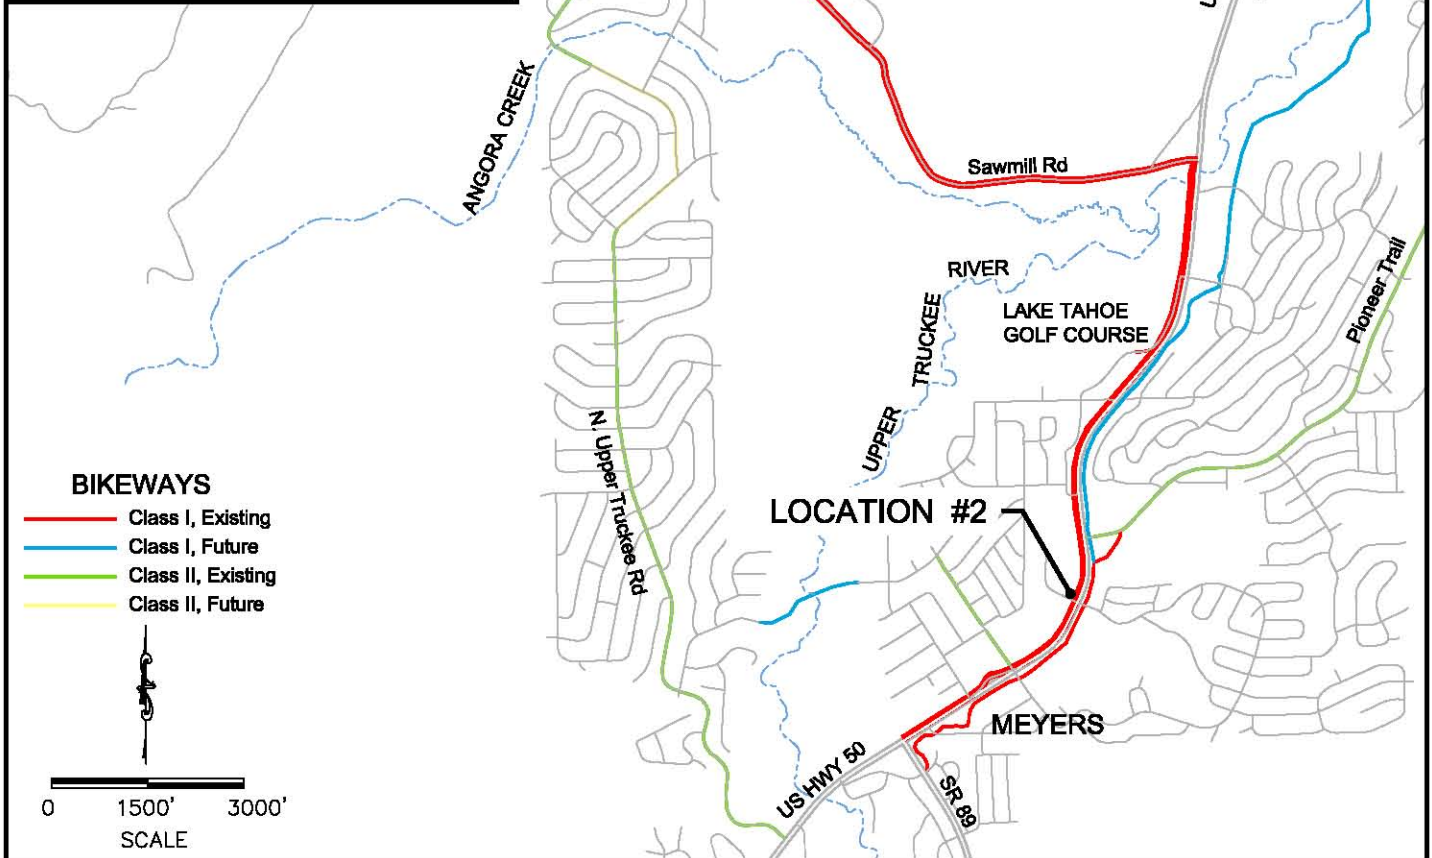 ANGORA CREEK
Sawmill Rd
RIVER
TRUCKEE
UPPER
LAKE TAHOE
GOLF COURSE
Pioneer Trail
N. Upper Truckee Rd
BIKEWAYS
Class I, Existing
Class I, Future
Class II, Existing
Class II, Future
LOCATION #2
MEYERS
US HWY 50
SR 89
0 1500' 3000'
SCALE